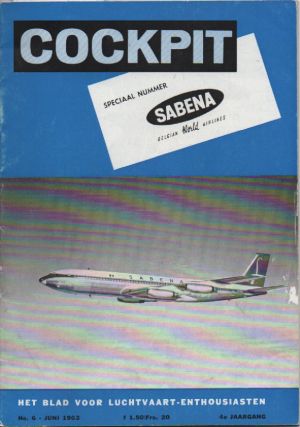 COCKPIT
SPECIAAL NUMMER
SABENA
BELGIAN World AIRLINES
SABENA
HET BLAD VOOR LUCHTVAART-ENTHOUSIASTEN
No. 6 - JUNI 1963 f 1.50/Frs. 20 4e JAARGANG